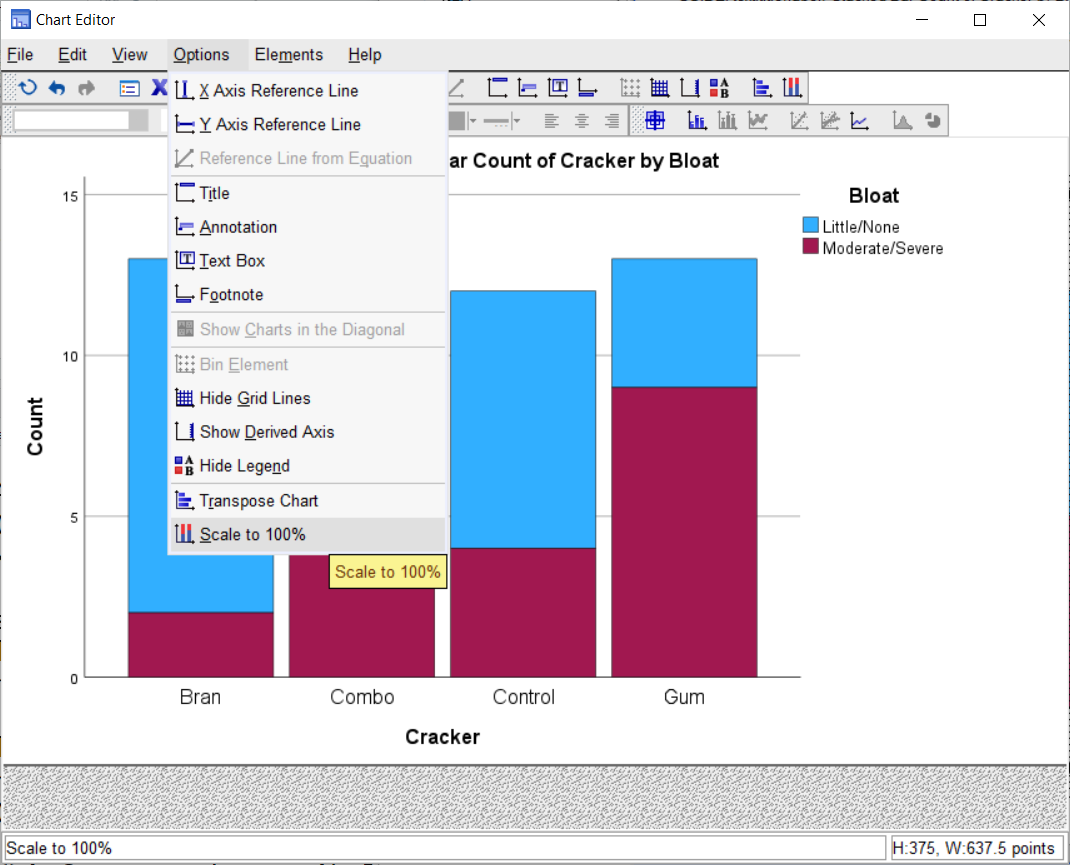 Chart Editor
File Edit View Options Elements Help
X Axis Reference Line
Y Axis Reference Line
Reference Line from Equation
Title
Annotation
Text Box
Footnote
Show Charts in the Diagonal
Bin Element
Hide Grid Lines
Show Derived Axis
Hide Legend
Transpose Chart
Scale to 100%
Scale to 100%
ar Count of Cracker by Bloat
Bloat
Little/None
Moderate/Severe
15
10
5
0
Count
Bran Combo Control Gum
Cracker
Scale to 100% H:375, W:637.5 points